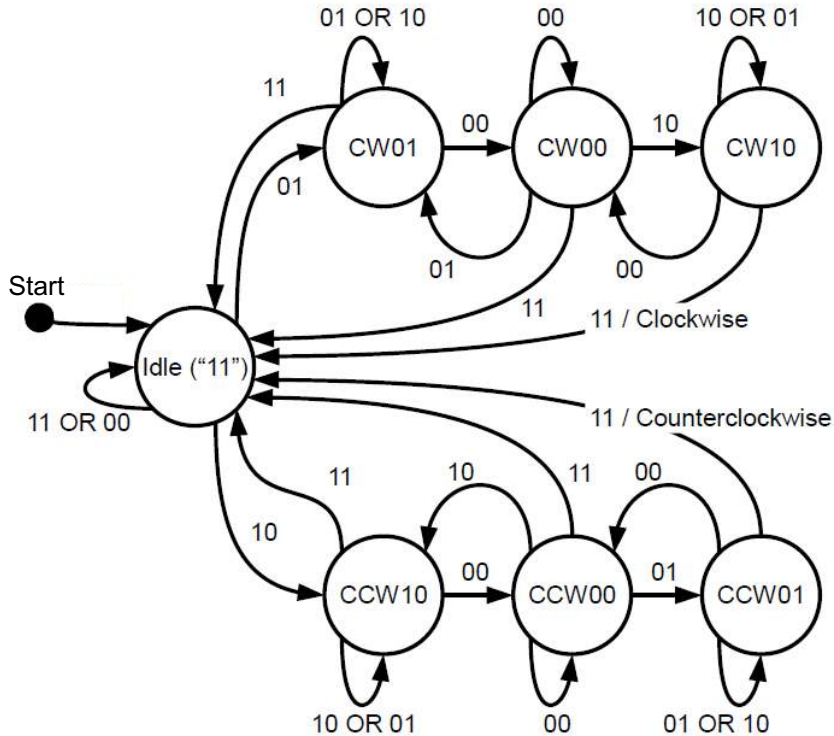 01 OR 10
00
10 OR 01
11
CW01
00
CW00
10
CW10
01
01
00
Start
11
11 / Clockwise
Idle (“11”)
11 OR 00
11 / Counterclockwise
11
10
11
00
10
CCW10
00
CCW00
01
CCW01
10 OR 01
00
01 OR 10